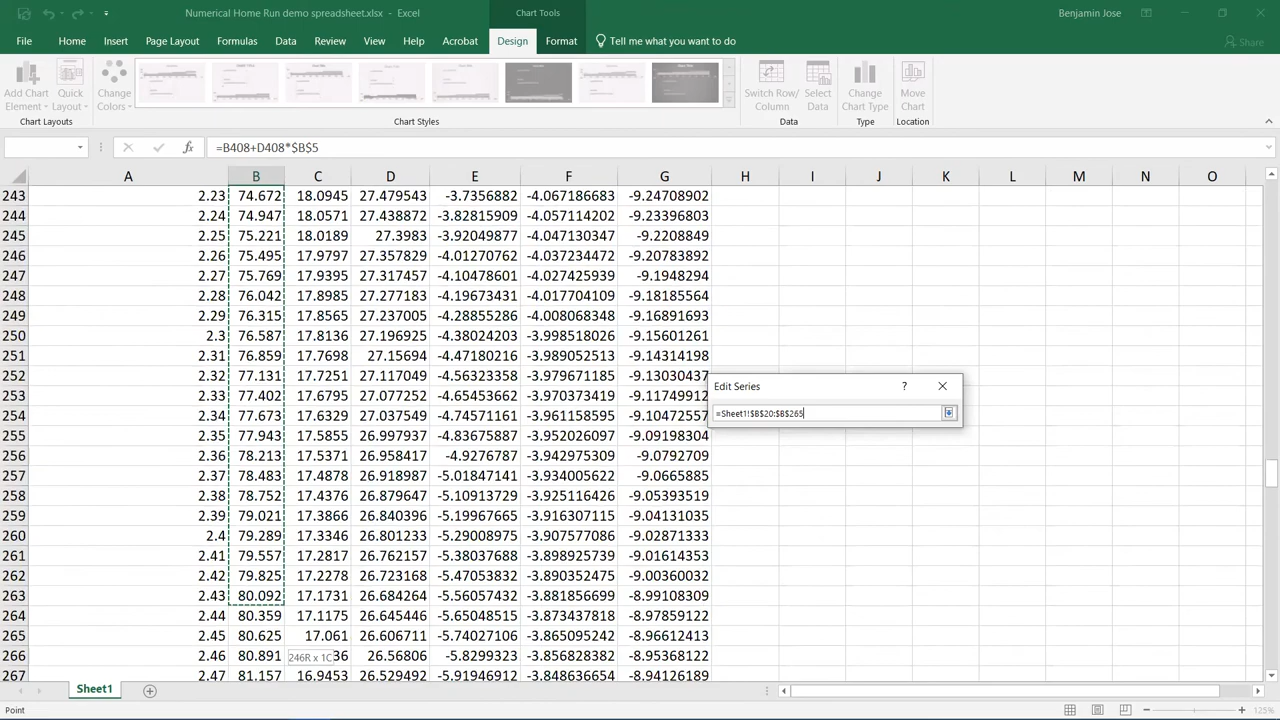 Numerical Home Run demo spreadsheet.xlsx - Excel
Chart Tools
Benjamin Jose
File Home Insert Page Layout Formulas Data Review View Help Acrobat Design Format Tell me what you want to do Share
Add Chart Element Quick Layout Change Colors Switch Row/ Column Select Data Change Chart Type Move Chart
Chart Layouts Chart Styles Data Type Location
fx =B408+D408*$B$5
A B C D E F G H I J K L M N O
243 2.23 74.672 18.0945 27.479543 -3.7356882 -4.067186683 -9.24708902
244 2.24 74.947 18.0571 27.438872 -3.82815909 -4.057114202 -9.23396803
245 2.25 75.221 18.0189 27.3983 -3.92049877 -4.047130347 -9.2208849
246 2.26 75.495 17.9797 27.357829 -4.01270762 -4.037234472 -9.20783892
247 2.27 75.769 17.9395 27.317457 -4.10478601 -4.027425939 -9.1948294
248 2.28 76.042 17.8985 27.277183 -4.19673431 -4.017704109 -9.18185564
249 2.29 76.315 17.8565 27.237005 -4.28855286 -4.008068348 -9.16891693
250 2.3 76.587 17.8136 27.196925 -4.38024203 -3.998518026 -9.15601261
251 2.31 76.859 17.7698 27.15694 -4.47180216 -3.989052513 -9.14314198
252 2.32 77.131 17.7251 27.117049 -4.56323358 -3.979671185 -9.13030437
253 2.33 77.402 17.6795 27.077252 -4.65453663 -3.970373419 -9.11749912
254 2.34 77.673 17.6329 27.037549 -4.74571161 -3.961158595 -9.10472557
255 2.35 77.943 17.5855 26.997937 -4.83675887 -3.952026097 -9.09198304
256 2.36 78.213 17.5371 26.958417 -4.9276787 -3.942975309 -9.0792709
257 2.37 78.483 17.4878 26.918987 -5.01847141 -3.934005622 -9.0665885
258 2.38 78.752 17.4376 26.879647 -5.10913729 -3.925116426 -9.05393519
259 2.39 79.021 17.3866 26.840396 -5.19967665 -3.916307115 -9.04131035
260 2.4 79.289 17.3346 26.801233 -5.29008975 -3.907577086 -9.02871333
261 2.41 79.557 17.2817 26.762157 -5.38037688 -3.898925739 -9.01614353
262 2.42 79.825 17.2278 26.723168 -5.47053832 -3.890352475 -9.00360032
263 2.43 80.092 17.1731 26.684264 -5.56057432 -3.881856699 -8.99108309
264 2.44 80.359 17.1175 26.645446 -5.65048515 -3.873437818 -8.97859122
265 2.45 80.625 17.061 26.606711 -5.74027106 -3.865095242 -8.96612413
266 2.46 80.891 246R x 1C 36 26.56806 -5.8299323 -3.856828382 -8.95368122
267 2.47 81.157 16.9453 26.529492 -5.91946912 -3.848636654 -8.94126189
Edit Series ?
=Sheet1!$B$20:$B$265
Sheet1
Point 125%